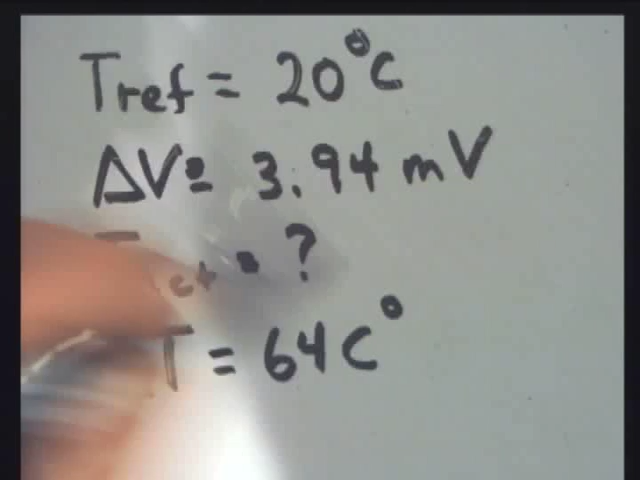 Tref = 20°C
ΔV = 3.94 mV
= ?
T = 64C°